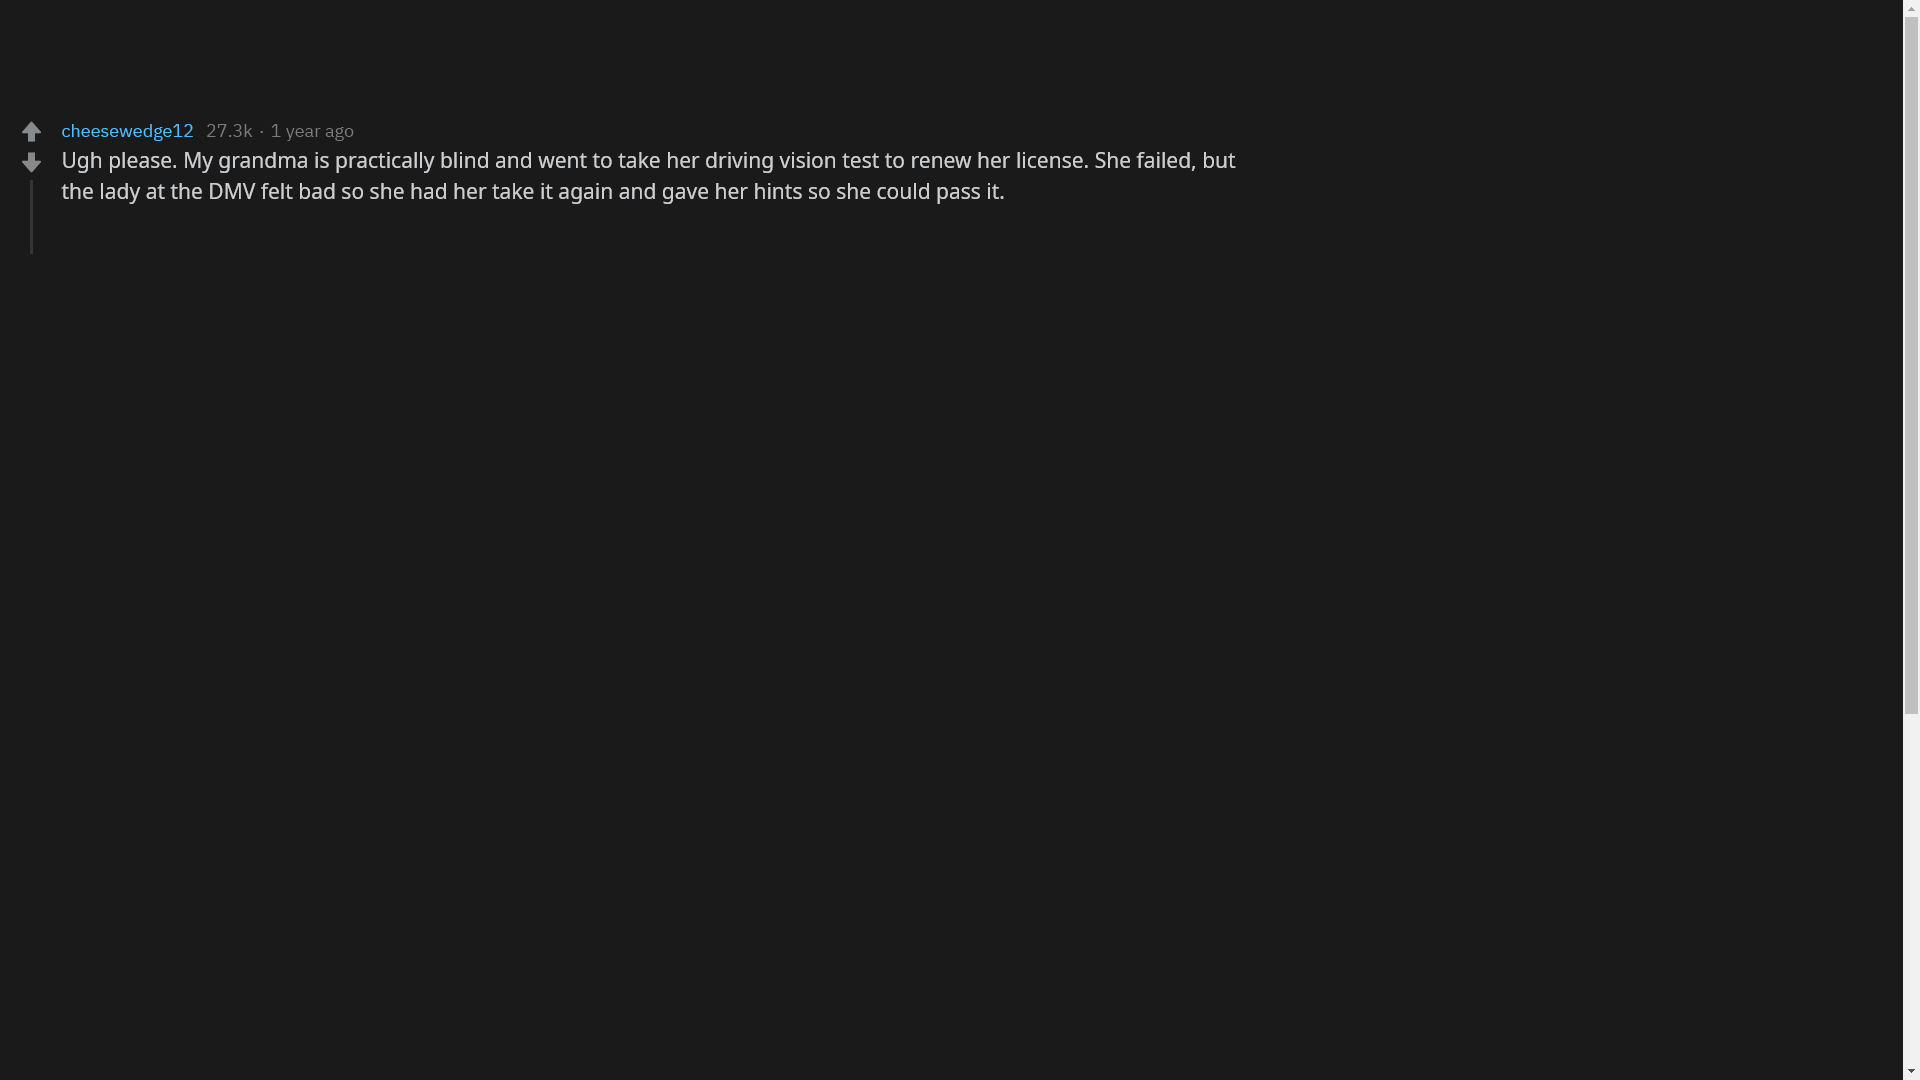 cheesewedge12 27.3k · 1 year ago
Ugh please. My grandma is practically blind and went to take her driving vision test to renew her license. She failed, but
the lady at the DMV felt bad so she had her take it again and gave her hints so she could pass it.